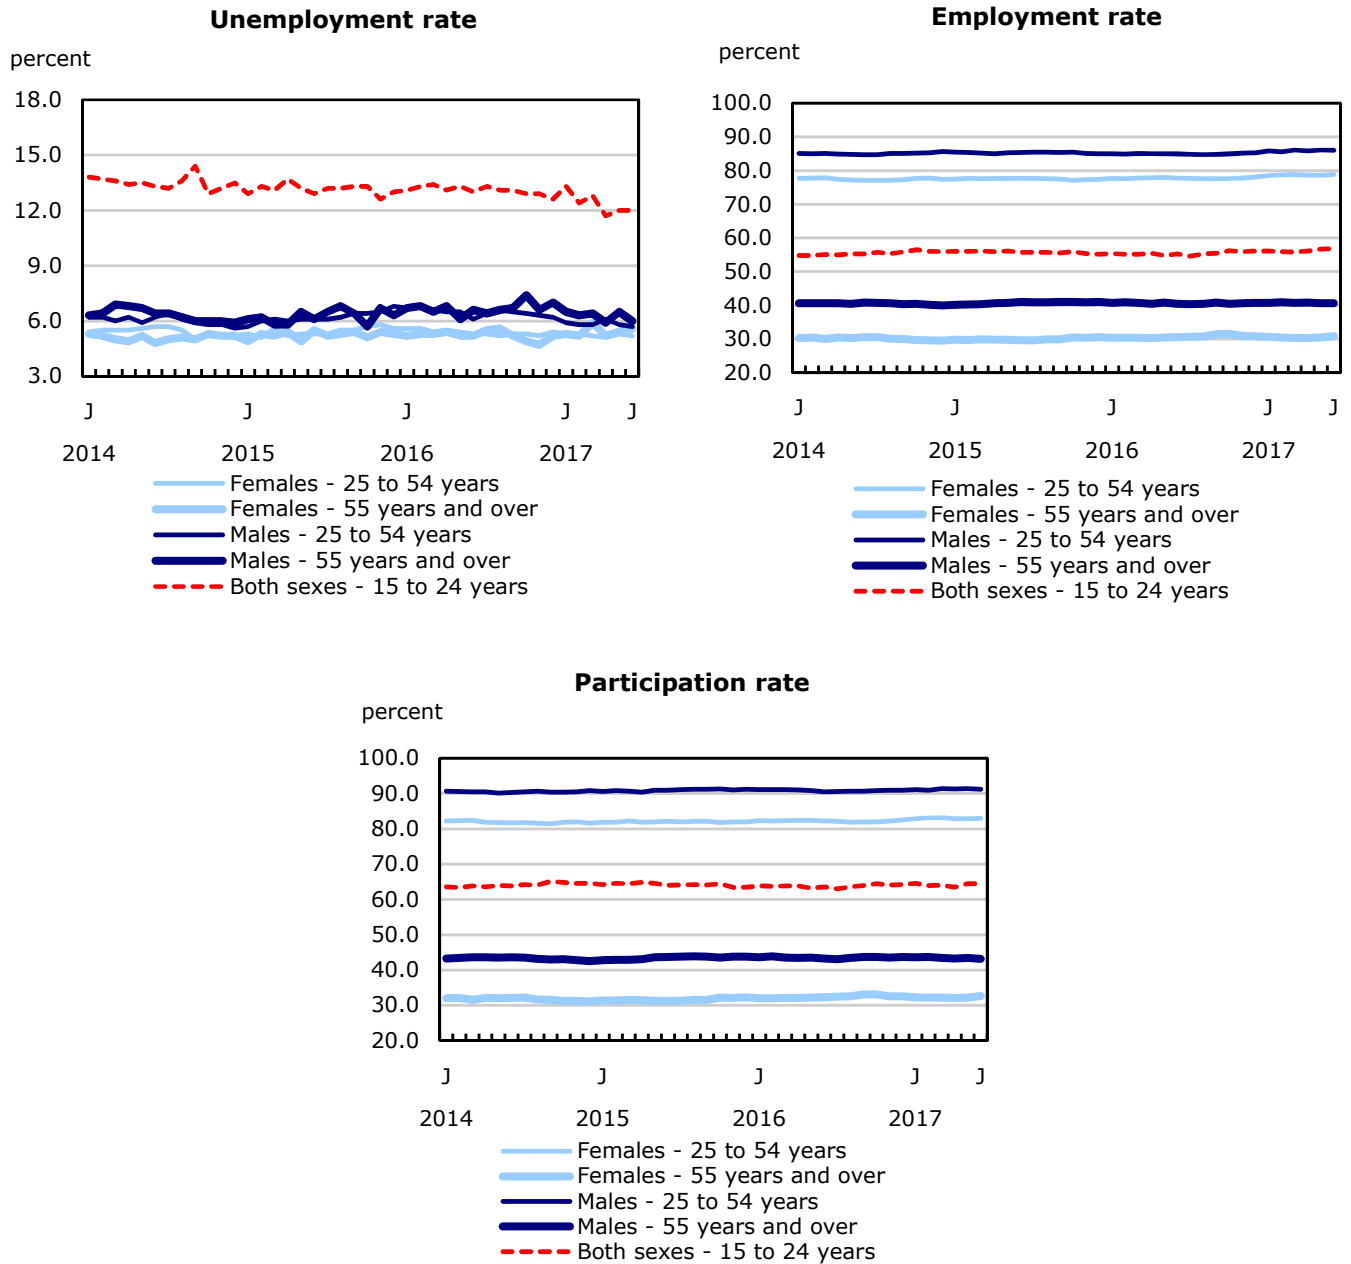 Unemployment rate
percent
18.0
15.0
12.0
9.0
6.0
3.0
J J J J J
2014 2015 2016 2017
Females - 25 to 54 years
Females - 55 years and over
Males - 25 to 54 years
Males - 55 years and over
Both sexes - 15 to 24 years
Employment rate
percent
100.0
90.0
80.0
70.0
60.0
50.0
40.0
30.0
20.0
J J J J J
2014 2015 2016 2017
Females - 25 to 54 years
Females - 55 years and over
Males - 25 to 54 years
Males - 55 years and over
Both sexes - 15 to 24 years
Participation rate
percent
100.0
90.0
80.0
70.0
60.0
50.0
40.0
30.0
20.0
J J J J J
2014 2015 2016 2017
Females - 25 to 54 years
Females - 55 years and over
Males - 25 to 54 years
Males - 55 years and over
Both sexes - 15 to 24 years